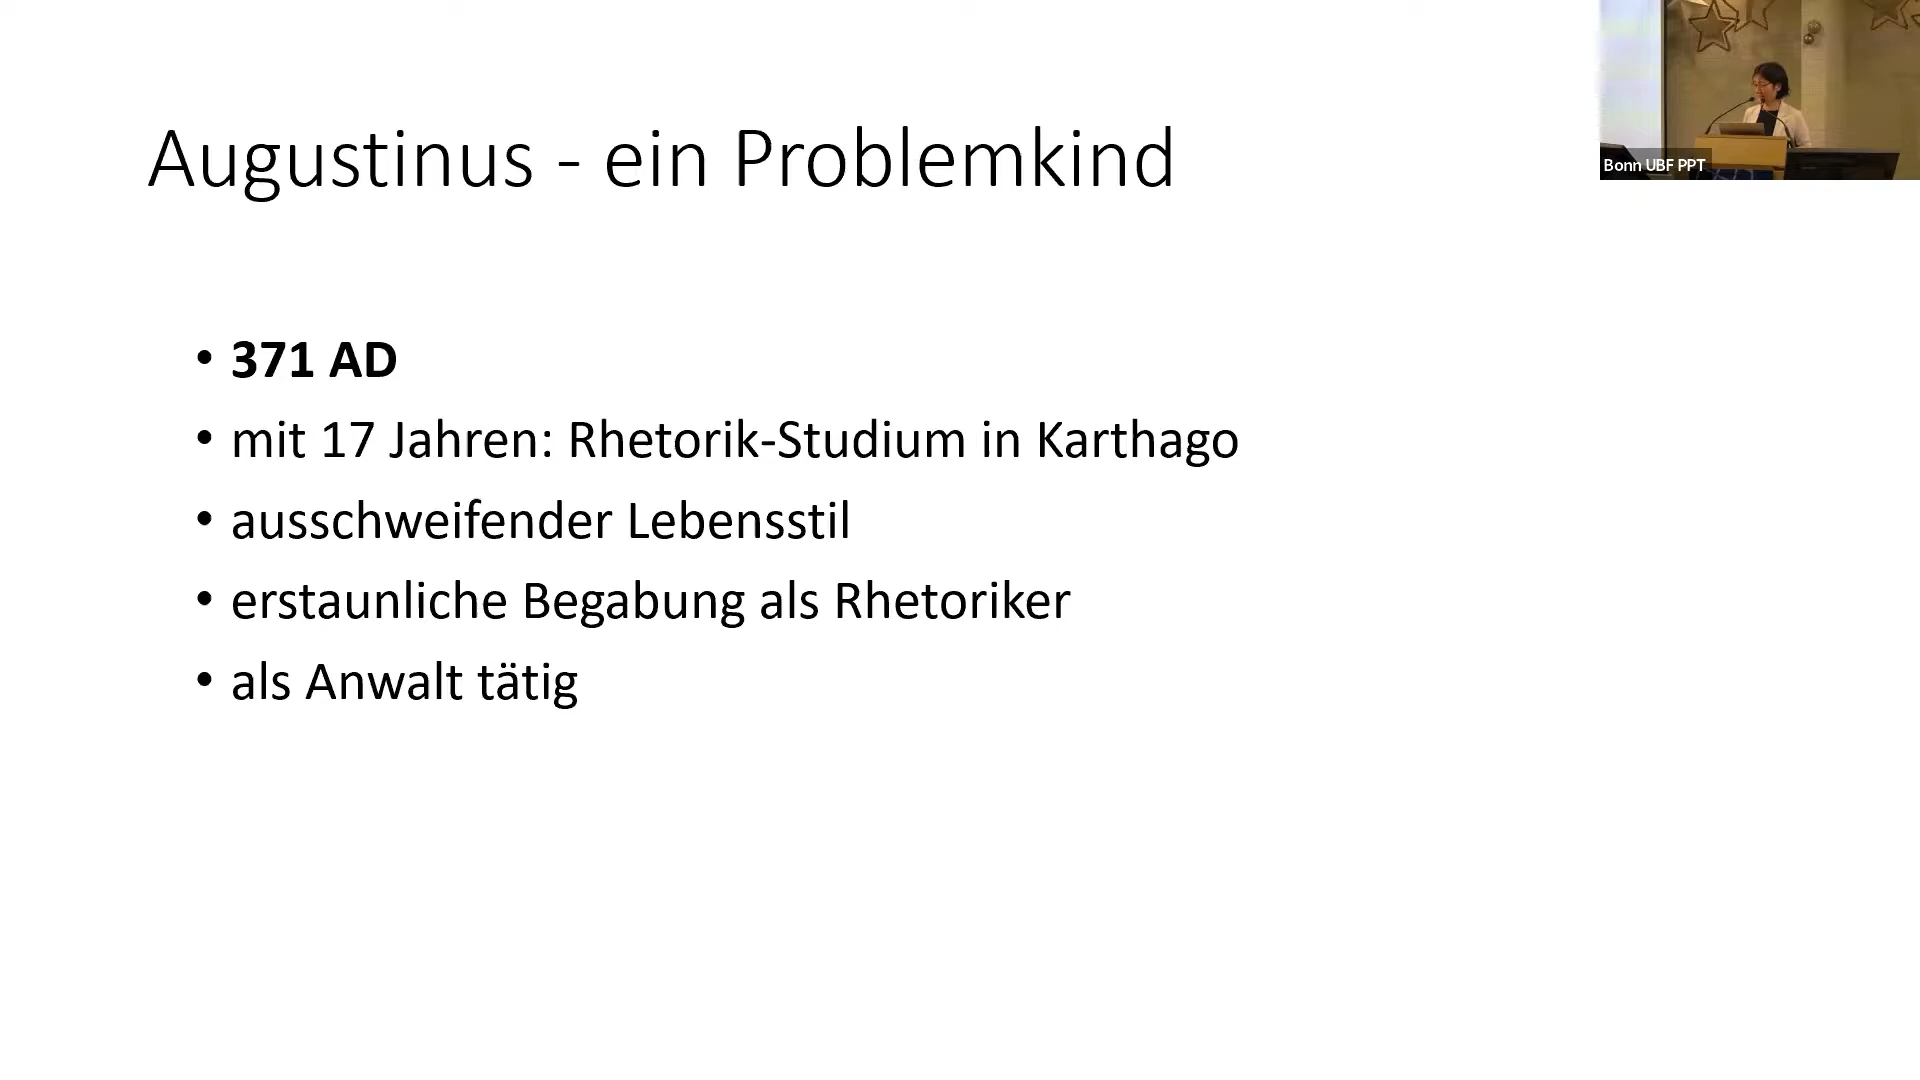 Augustinus - ein Problemkind
Bonn UBF PPT
• 371 AD
• mit 17 Jahren: Rhetorik-Studium in Karthago
• ausschweifender Lebensstil
• erstaunliche Begabung als Rhetoriker
• als Anwalt tätig